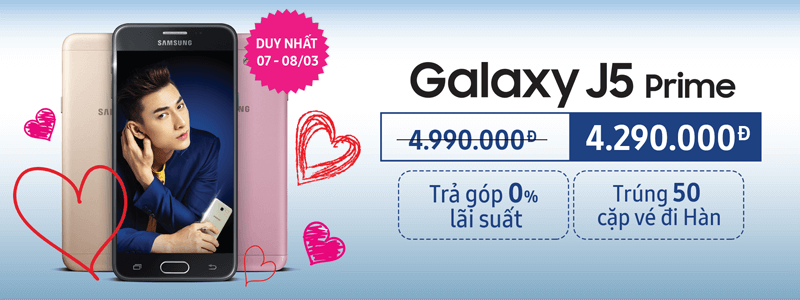 SAMSUNG
DUY NHẤT
07 - 08/03
Galaxy J5 Prime
4.990.000Đ
4.290.000Đ
Trả góp 0%
lãi suất
Trúng 50
cặp vé đi Hàn